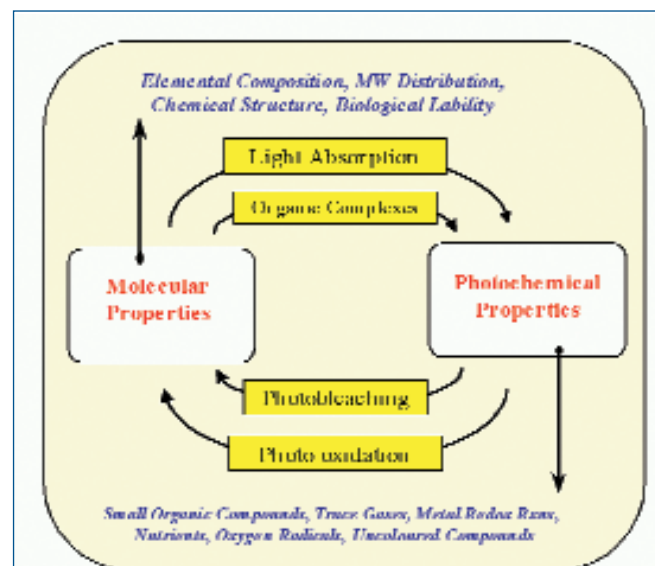 Elemental Composition, MW Distribution,
Chemical Structure, Biological Lability
Light Absorption
Organic Complexes
Molecular
Properties
Photochemical
Properties
Photobleaching
Photo oxidation
Small Organic Compounds, Trace Gases, Metal Redox Rxns,
Nutrients, Oxygen Radicals, Uncoloured Compounds